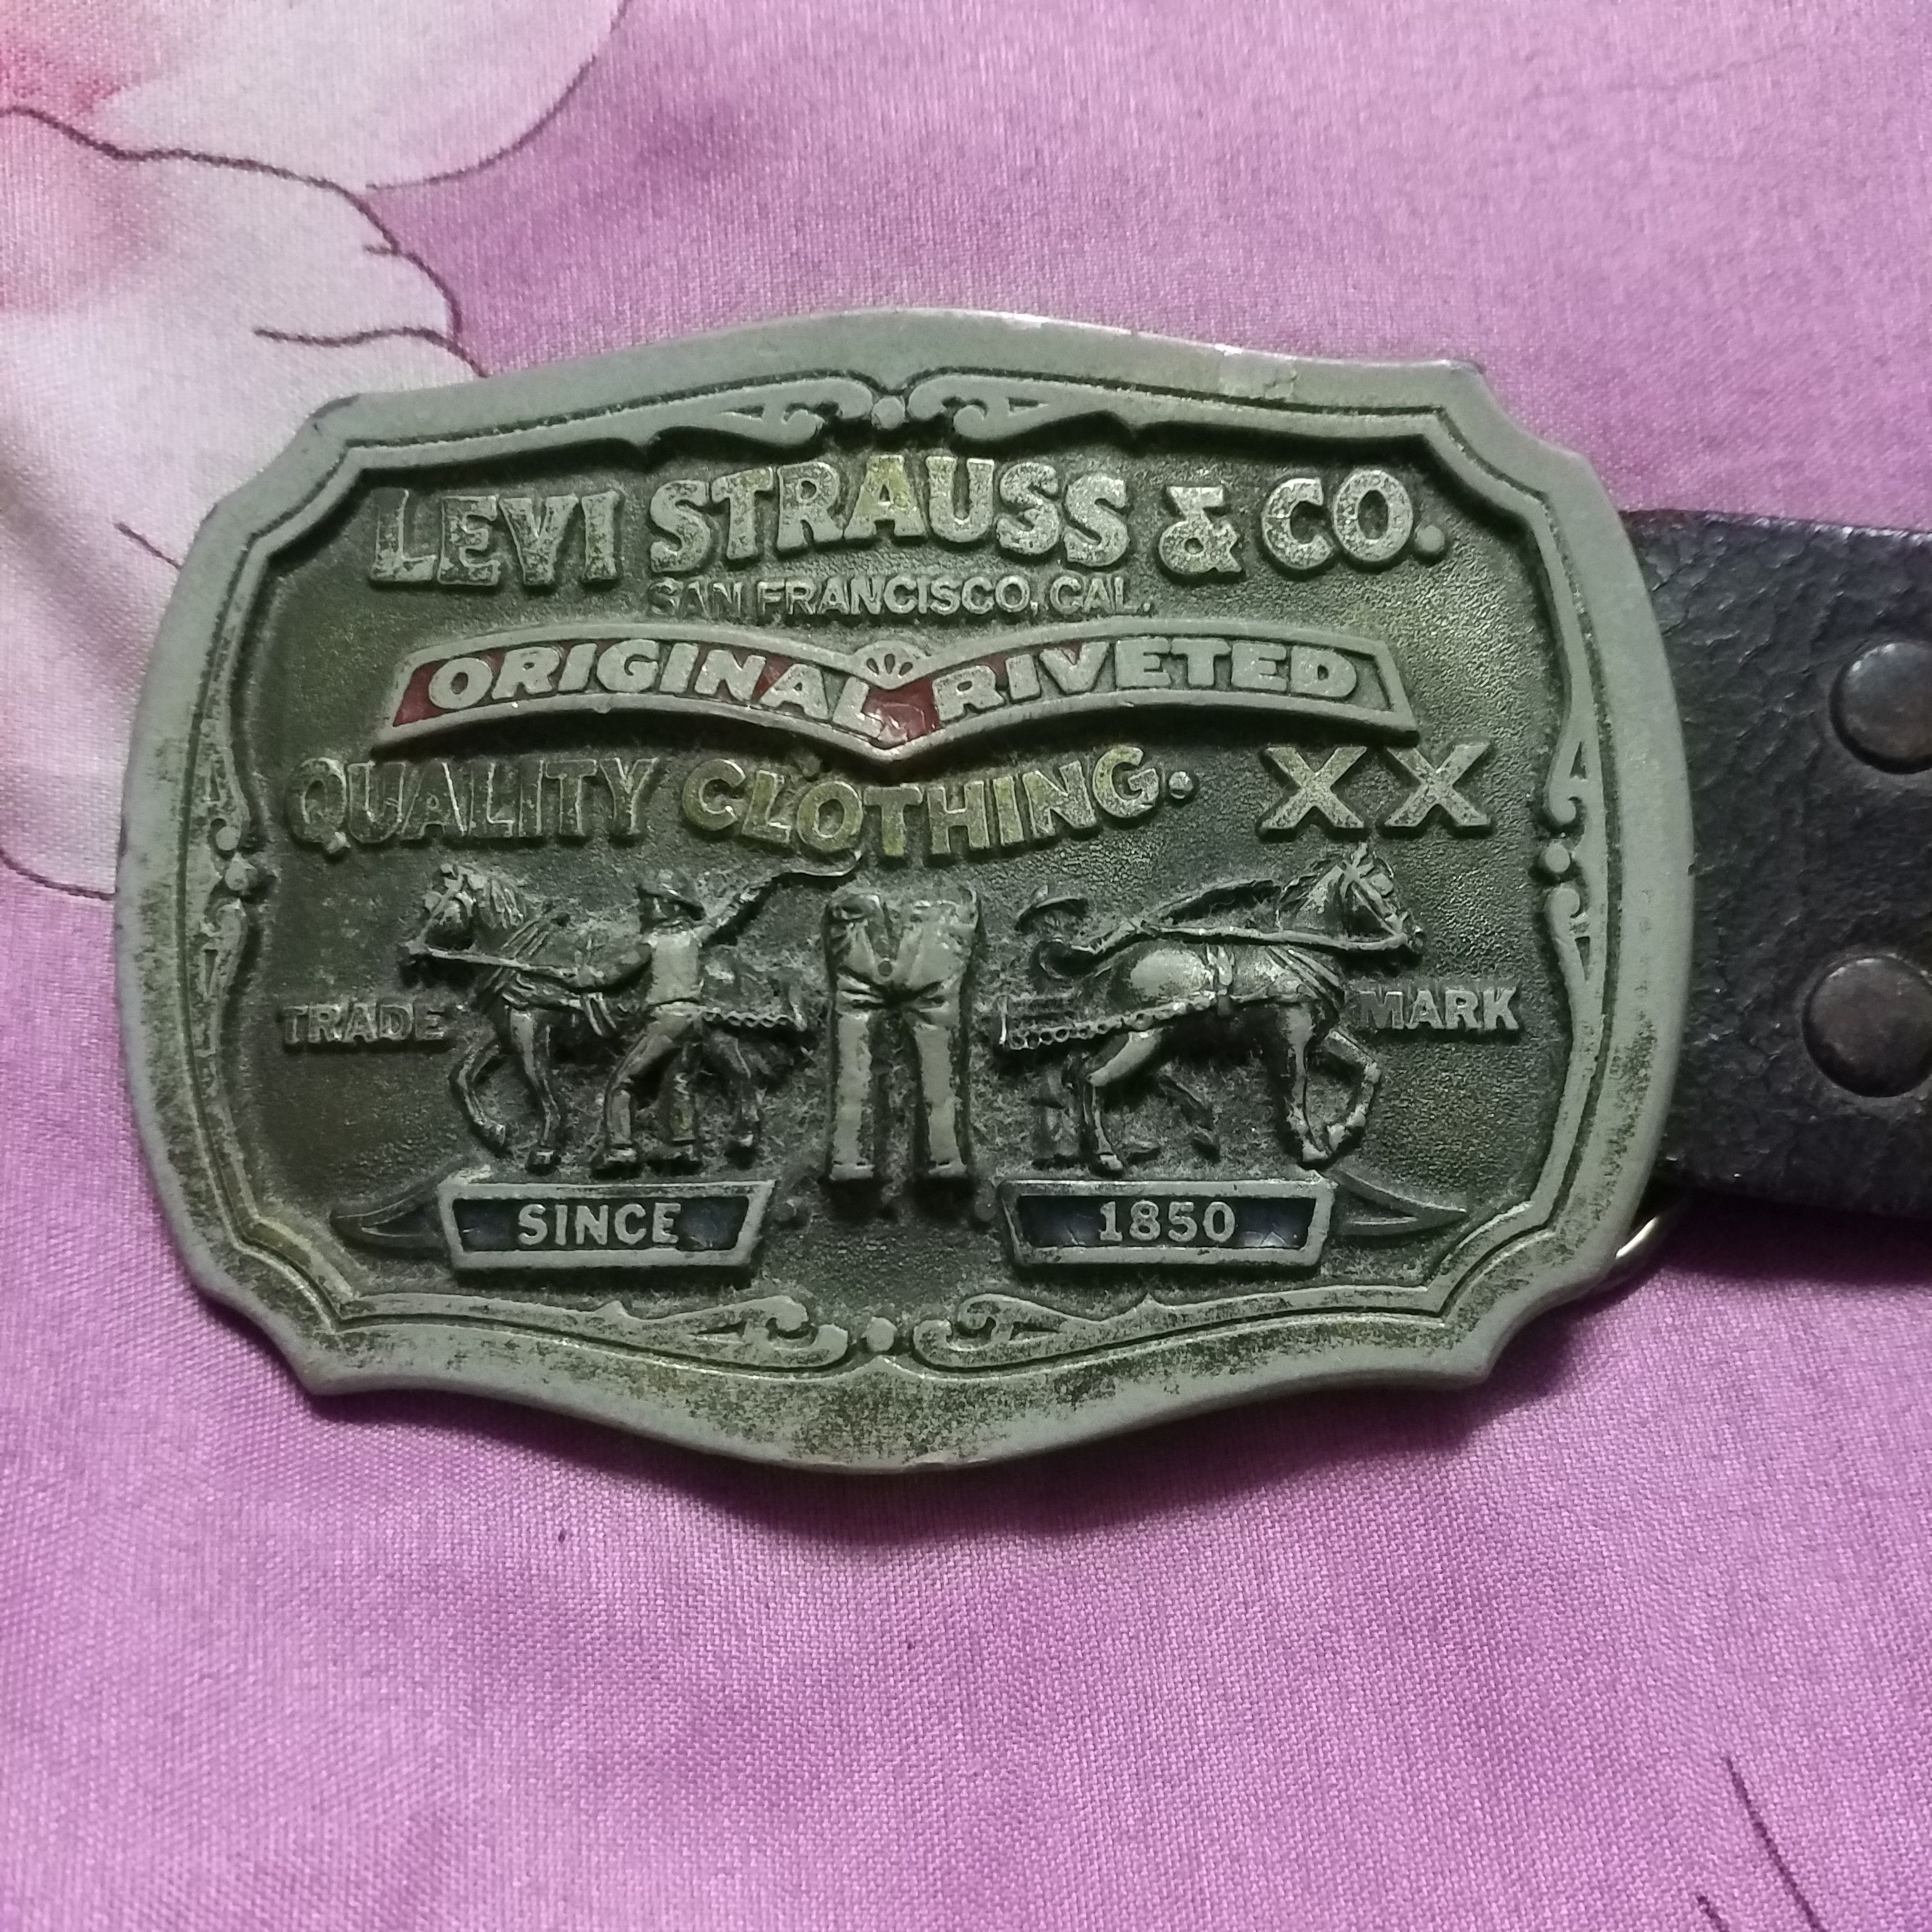 LEVI STRAUSS & CO.
SAN FRANCISCO, CAL.
ORIGINAL RIVETED
QUALITY CLOTHING. XX
TRADE MARK
SINCE 1850